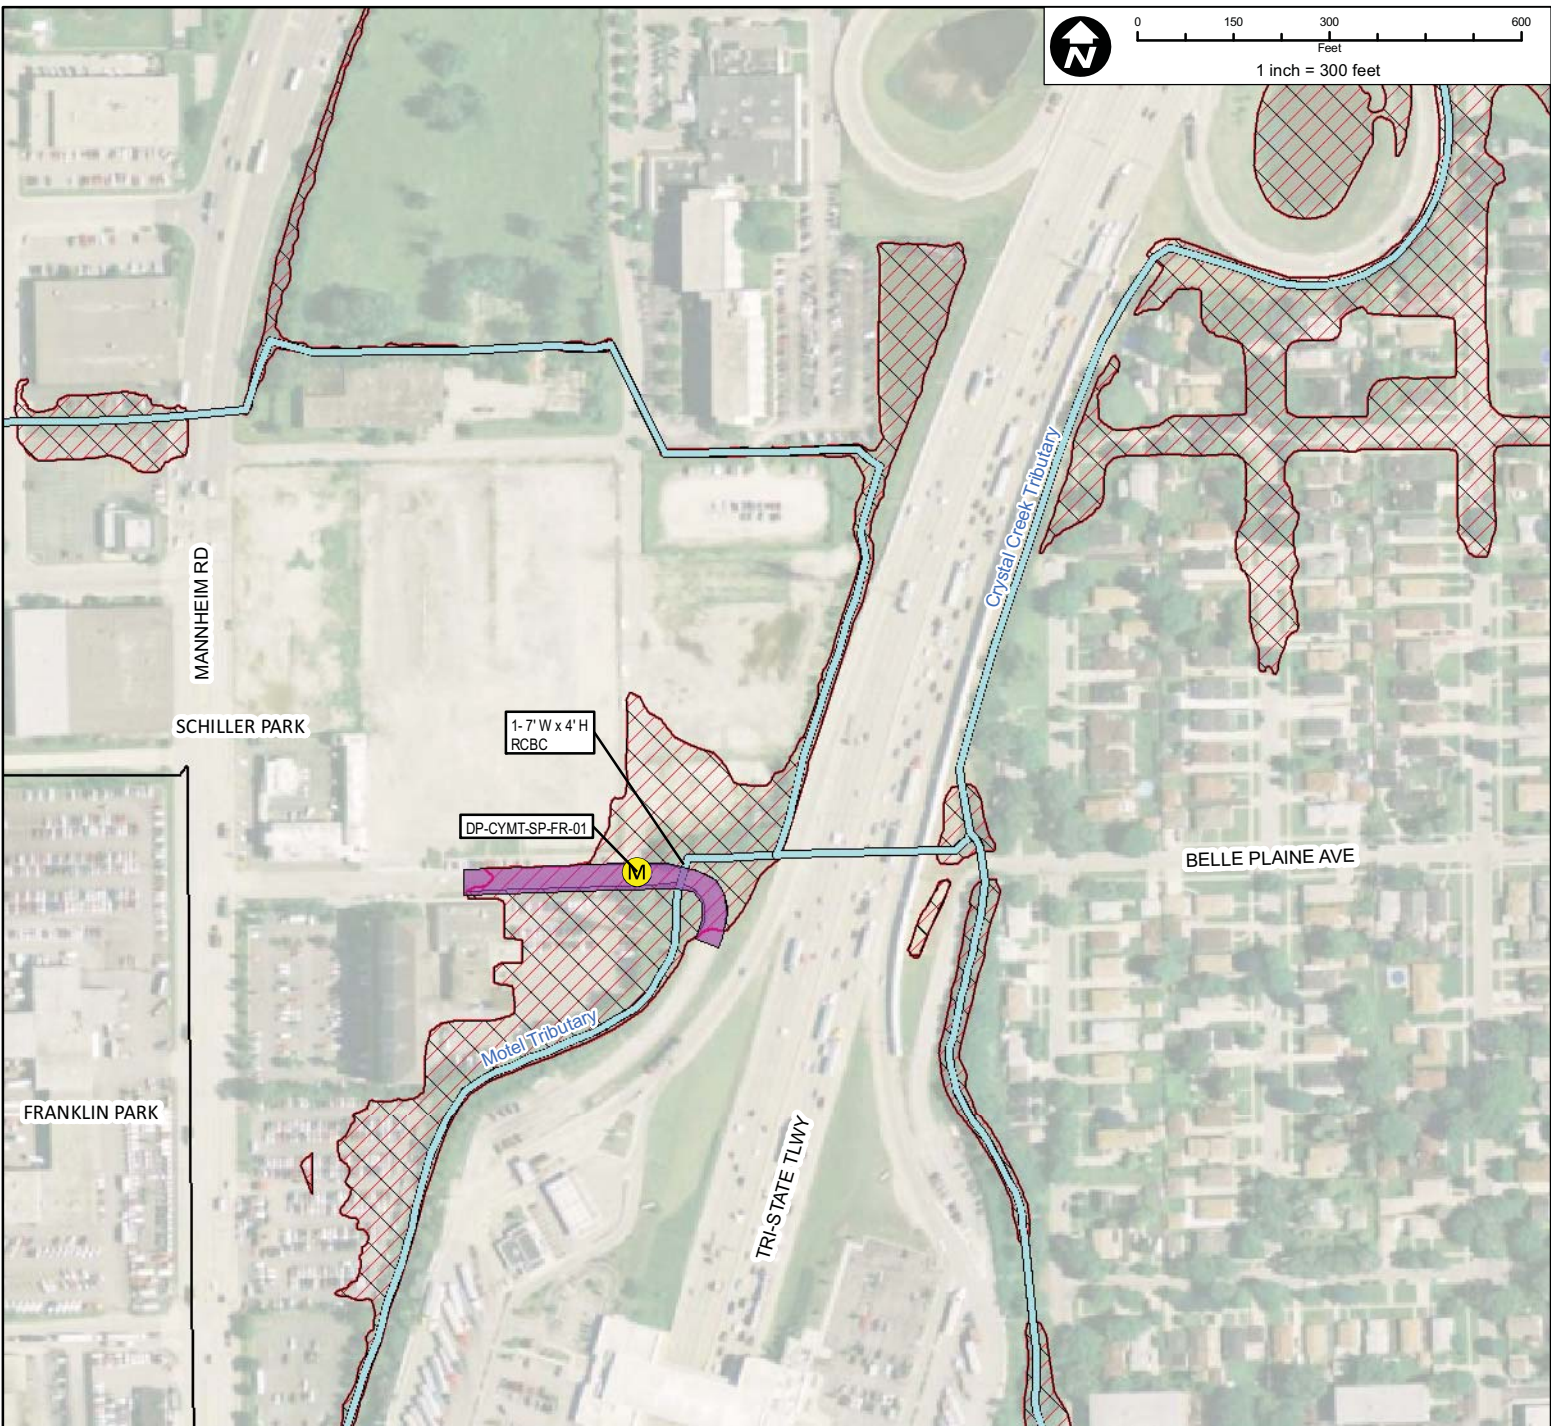 N
0 150 300 600
Feet
1 inch = 300 feet
Crystal Creek Tributary
MANNHEIM RD
SCHILLER PARK
1- 7' W x 4' H
RCBC
DP-CYMT-SP-FR-01
M
BELLE PLAINE AVE
Motel Tributary
FRANKLIN PARK
TRI-STATE TLWY